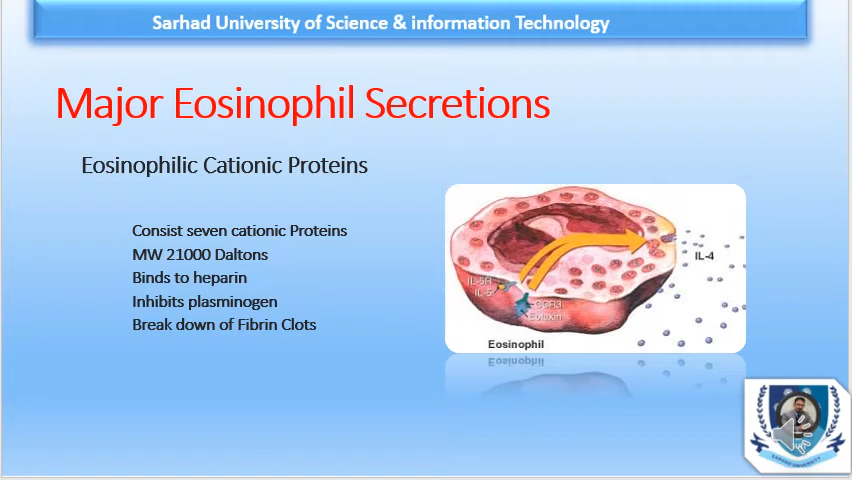 Sarhad University of Science & information Technology
Major Eosinophil Secretions
Eosinophilic Cationic Proteins
Consist seven cationic Proteins
MW 21000 Daltons
Binds to heparin
Inhibits plasminogen
Break down of Fibrin Clots
IL-4
IL-5R
IL-5
CCR3
Eotaxin
Eosinophil
SARHAD UNIVERSITY